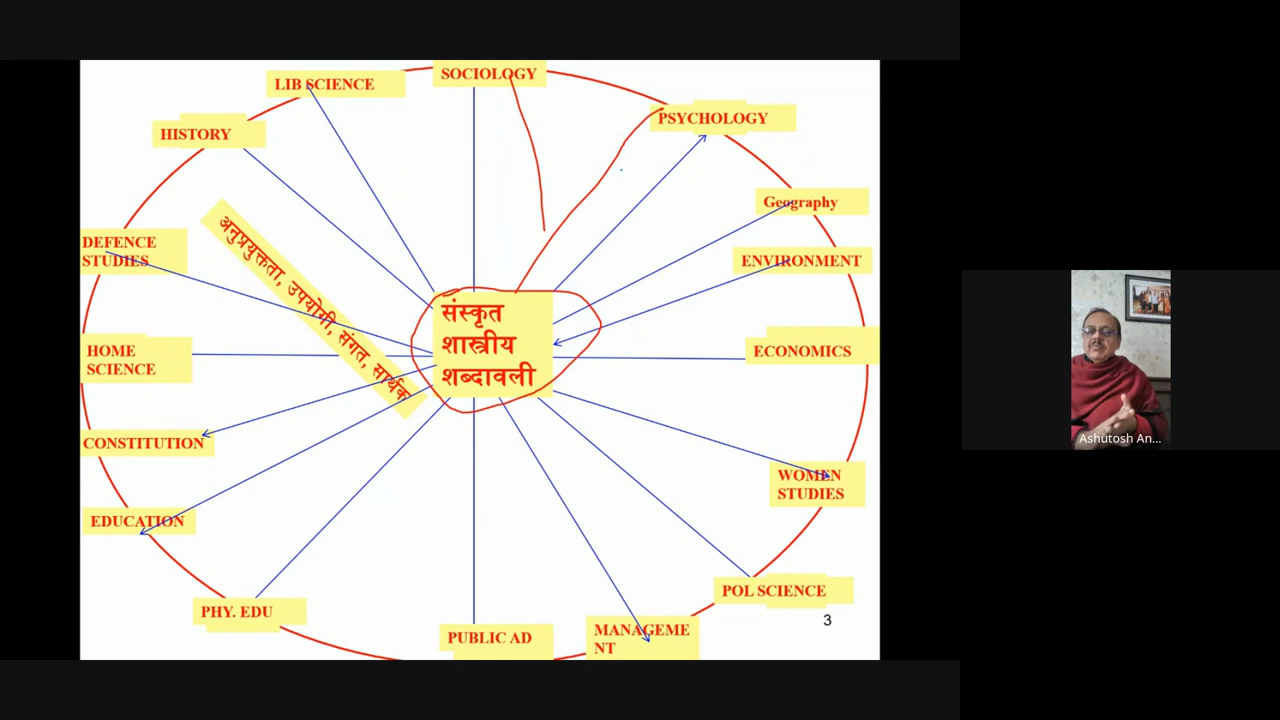 SOCIOLOGY
LIB SCIENCE
PSYCHOLOGY
HISTORY
Geography
DEFENCE
STUDIES
ENVIRONMENT
अनुप्रयुक्तता, उपयोगी, संगत, सार्थक
संस्कृत
शास्त्रीय
शब्दावली
HOME
SCIENCE
ECONOMICS
CONSTITUTION
WOMEN
STUDIES
EDUCATION
POL SCIENCE
PHY. EDU
PUBLIC AD
MANAGEME
NT
3
Ashutosh An...